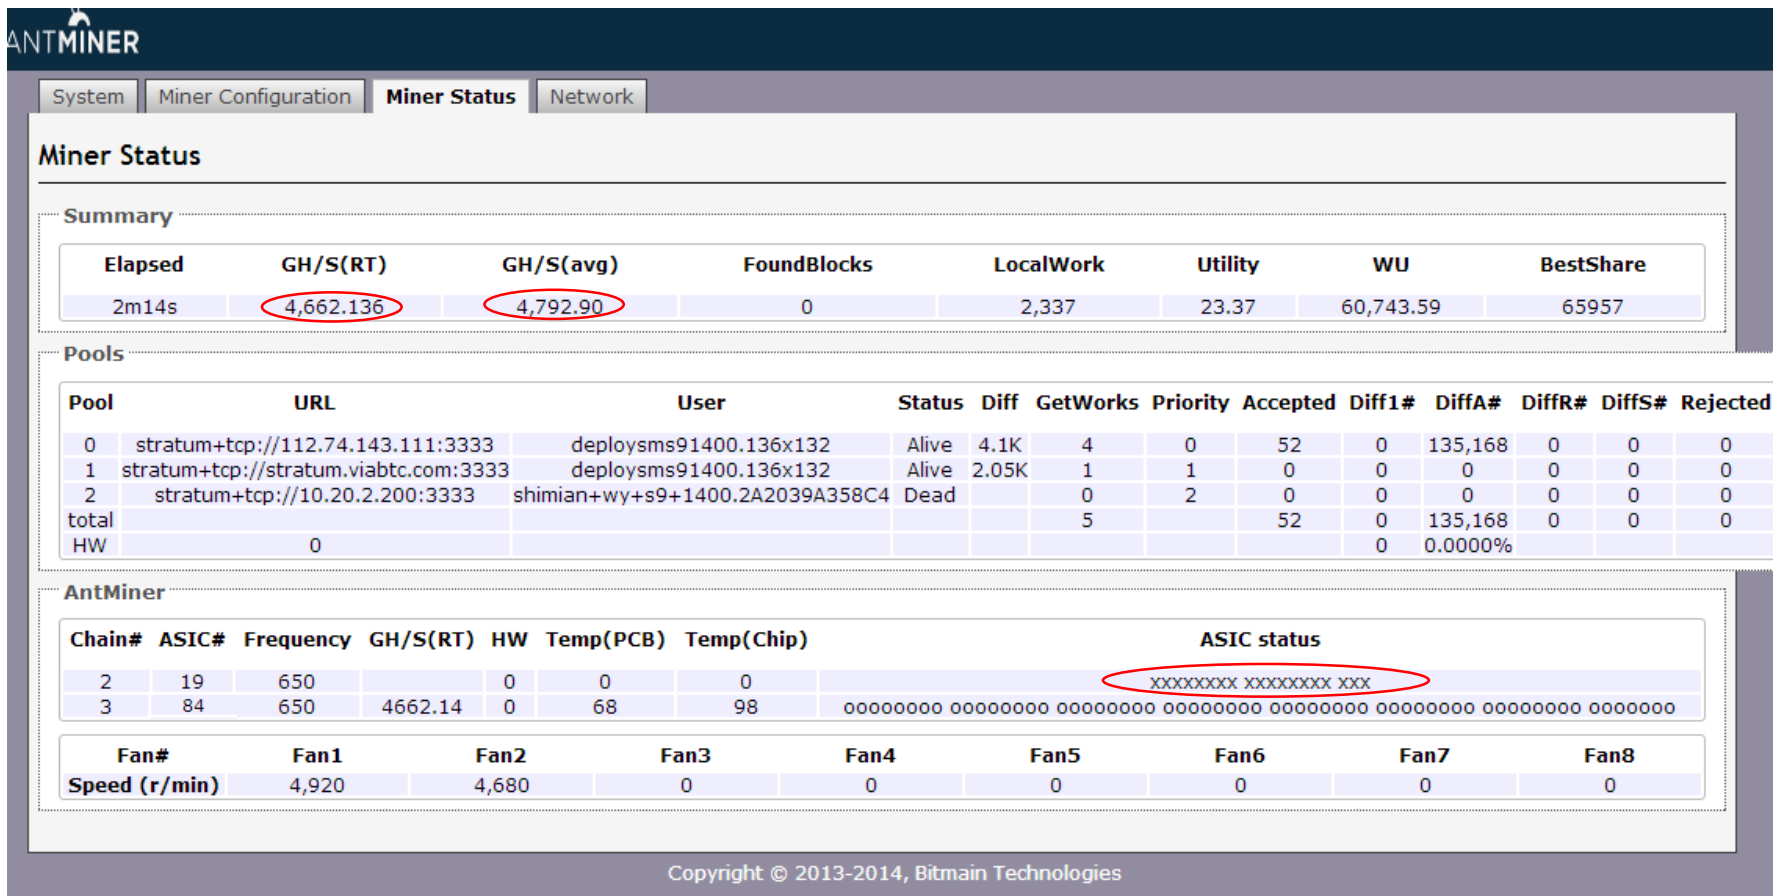 ANTMINER
System Miner Configuration Miner Status Network
Miner Status
Summary
Elapsed GH/S(RT) GH/S(avg) FoundBlocks LocalWork Utility WU BestShare
2m14s 4,662.136 4,792.90 0 2,337 23.37 60,743.59 65957
Pools
Pool URL User Status Diff GetWorks Priority Accepted Diff1# DiffA# DiffR# DiffS# Rejected
0 stratum+tcp://112.74.143.111:3333 deploysms91400.136x132 Alive 4.1K 4 0 52 0 135,168 0 0 0
1 stratum+tcp://stratum.viabtc.com:3333 deploysms91400.136x132 Alive 2.05K 1 1 0 0 0 0 0 0
2 stratum+tcp://10.20.2.200:3333 shimian+wy+s9+1400.2A2039A358C4 Dead 0 2 0 0 0 0 0 0
total 5 52 0 135,168 0 0 0
HW 0 0 0.0000%
AntMiner
Chain# ASIC# Frequency GH/S(RT) HW Temp(PCB) Temp(Chip) ASIC status
2 19 650 0 0 0 xxxxxxxx xxxxxxxx xxx
3 84 650 4662.14 0 68 98 oooooooo oooooooo oooooooo oooooooo oooooooo oooooooo oooooooo ooooooo
Fan# Fan1 Fan2 Fan3 Fan4 Fan5 Fan6 Fan7 Fan8
Speed (r/min) 4,920 4,680 0 0 0 0 0 0
Copyright © 2013-2014, Bitmain Technologies